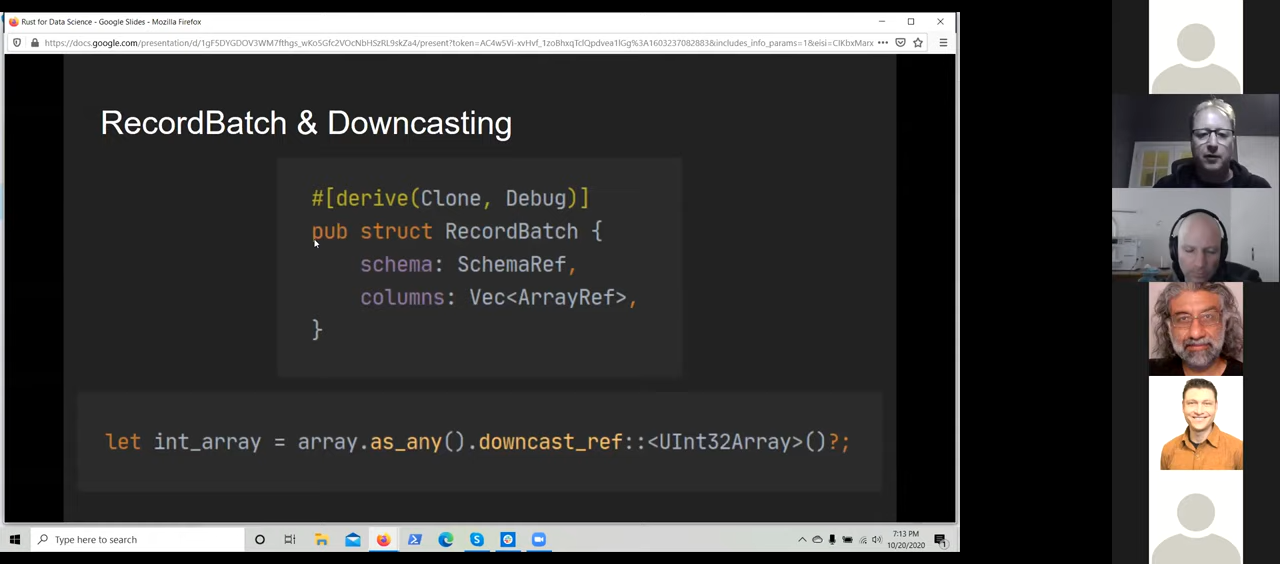 Rust for Data Science - Google Slides - Mozilla Firefox
RecordBatch & Downcasting
#[derive(Clone, Debug)]
pub struct RecordBatch {
schema: SchemaRef,
columns: Vec<ArrayRef>,
}
let int_array = array.as_any().downcast_ref::<UInt32Array>()?;
Type here to search
7:13 PM
10/20/2020